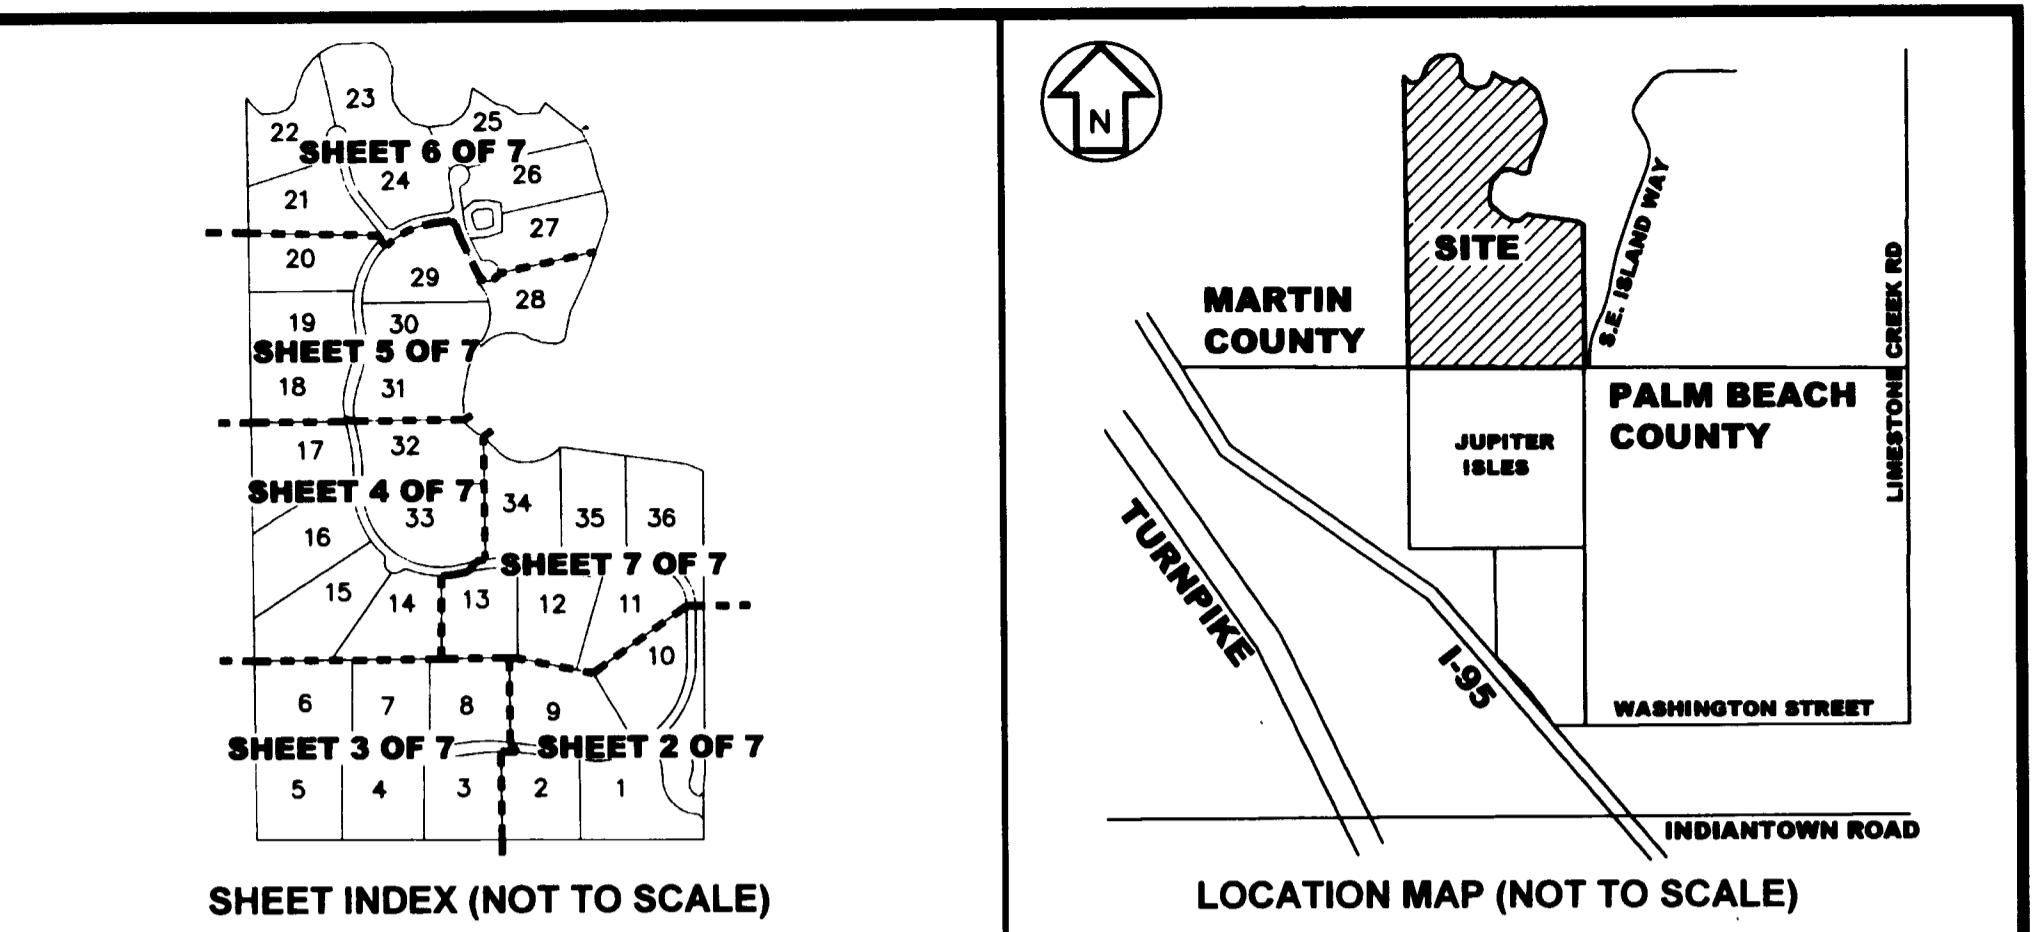 23
22
25
SHEET 6 OF 7
24
26
21
27
20
29
28
19
30
SHEET 5 OF 7
18
31
17
32
SHEET 4 OF 7
33
34
35
36
16
SHEET 7 OF 7
15
14
13
12
11
10
6
7
8
9
SHEET 3 OF 7
SHEET 2 OF 7
5
4
3
2
1
SHEET INDEX (NOT TO SCALE)
N
SITE
S.E. ISLAND WAY
LIMESTONE CREEK RD
MARTIN
COUNTY
PALM BEACH
COUNTY
JUPITER
ISLES
TURNPIKE
I-95
WASHINGTON STREET
INDIANTOWN ROAD
LOCATION MAP (NOT TO SCALE)